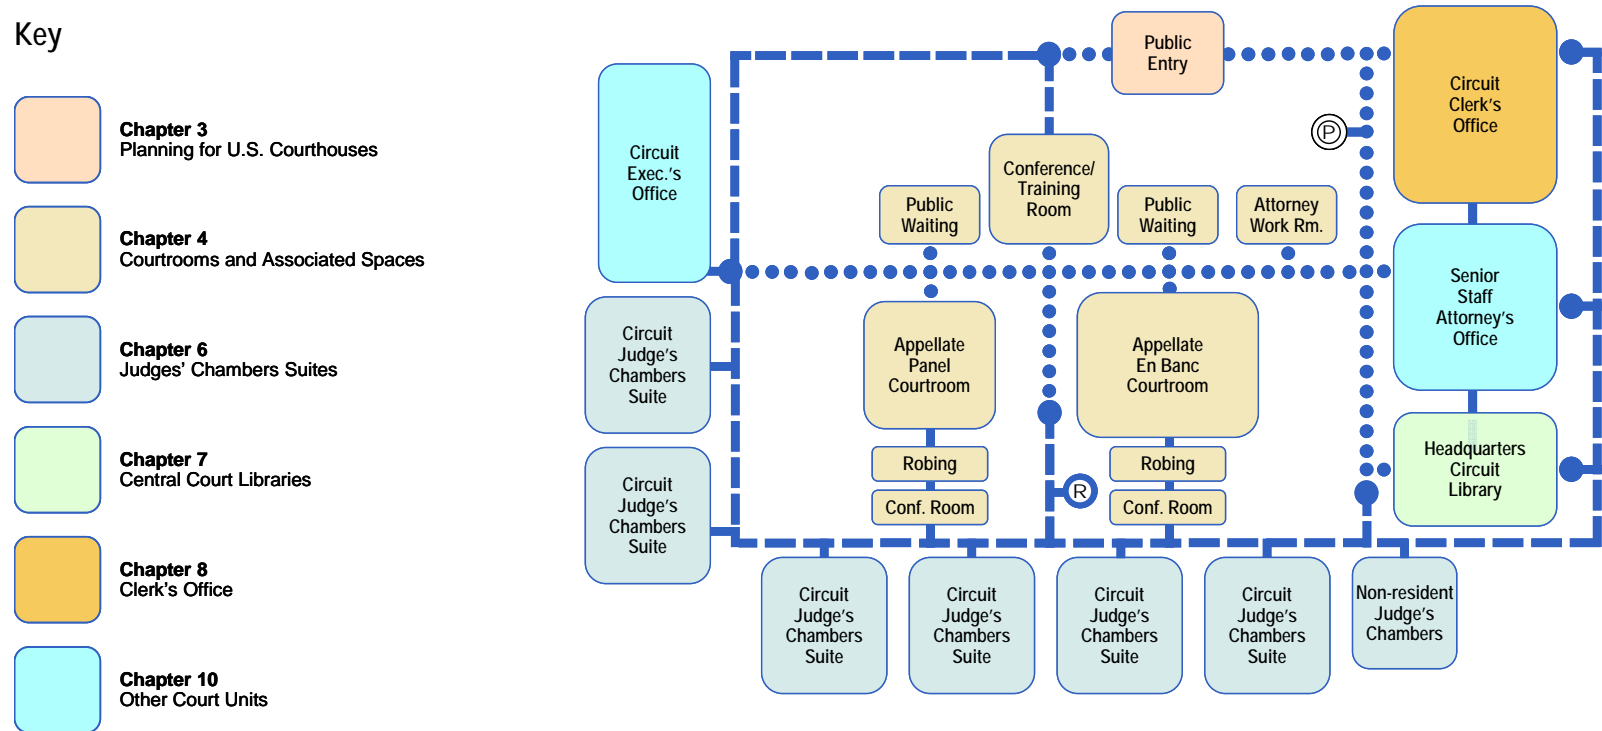 Key
Chapter 3
Planning for U.S. Courthouses
Chapter 4
Courtrooms and Associated Spaces
Chapter 6
Judges' Chambers Suites
Chapter 7
Central Court Libraries
Chapter 8
Clerk's Office
Chapter 10
Other Court Units
Public
Entry
Circuit
Clerk's
Office
P
Circuit
Exec.'s
Office
Conference/
Training
Room
Public
Waiting
Public
Waiting
Attorney
Work Rm.
Senior
Staff
Attorney's
Office
Circuit
Judge's
Chambers
Suite
Appellate
Panel
Courtroom
Appellate
En Banc
Courtroom
Headquarters
Circuit
Library
Circuit
Judge's
Chambers
Suite
Robing
Conf. Room
R
Robing
Conf. Room
Circuit
Judge's
Chambers
Suite
Circuit
Judge's
Chambers
Suite
Circuit
Judge's
Chambers
Suite
Circuit
Judge's
Chambers
Suite
Non-resident
Judge's
Chambers